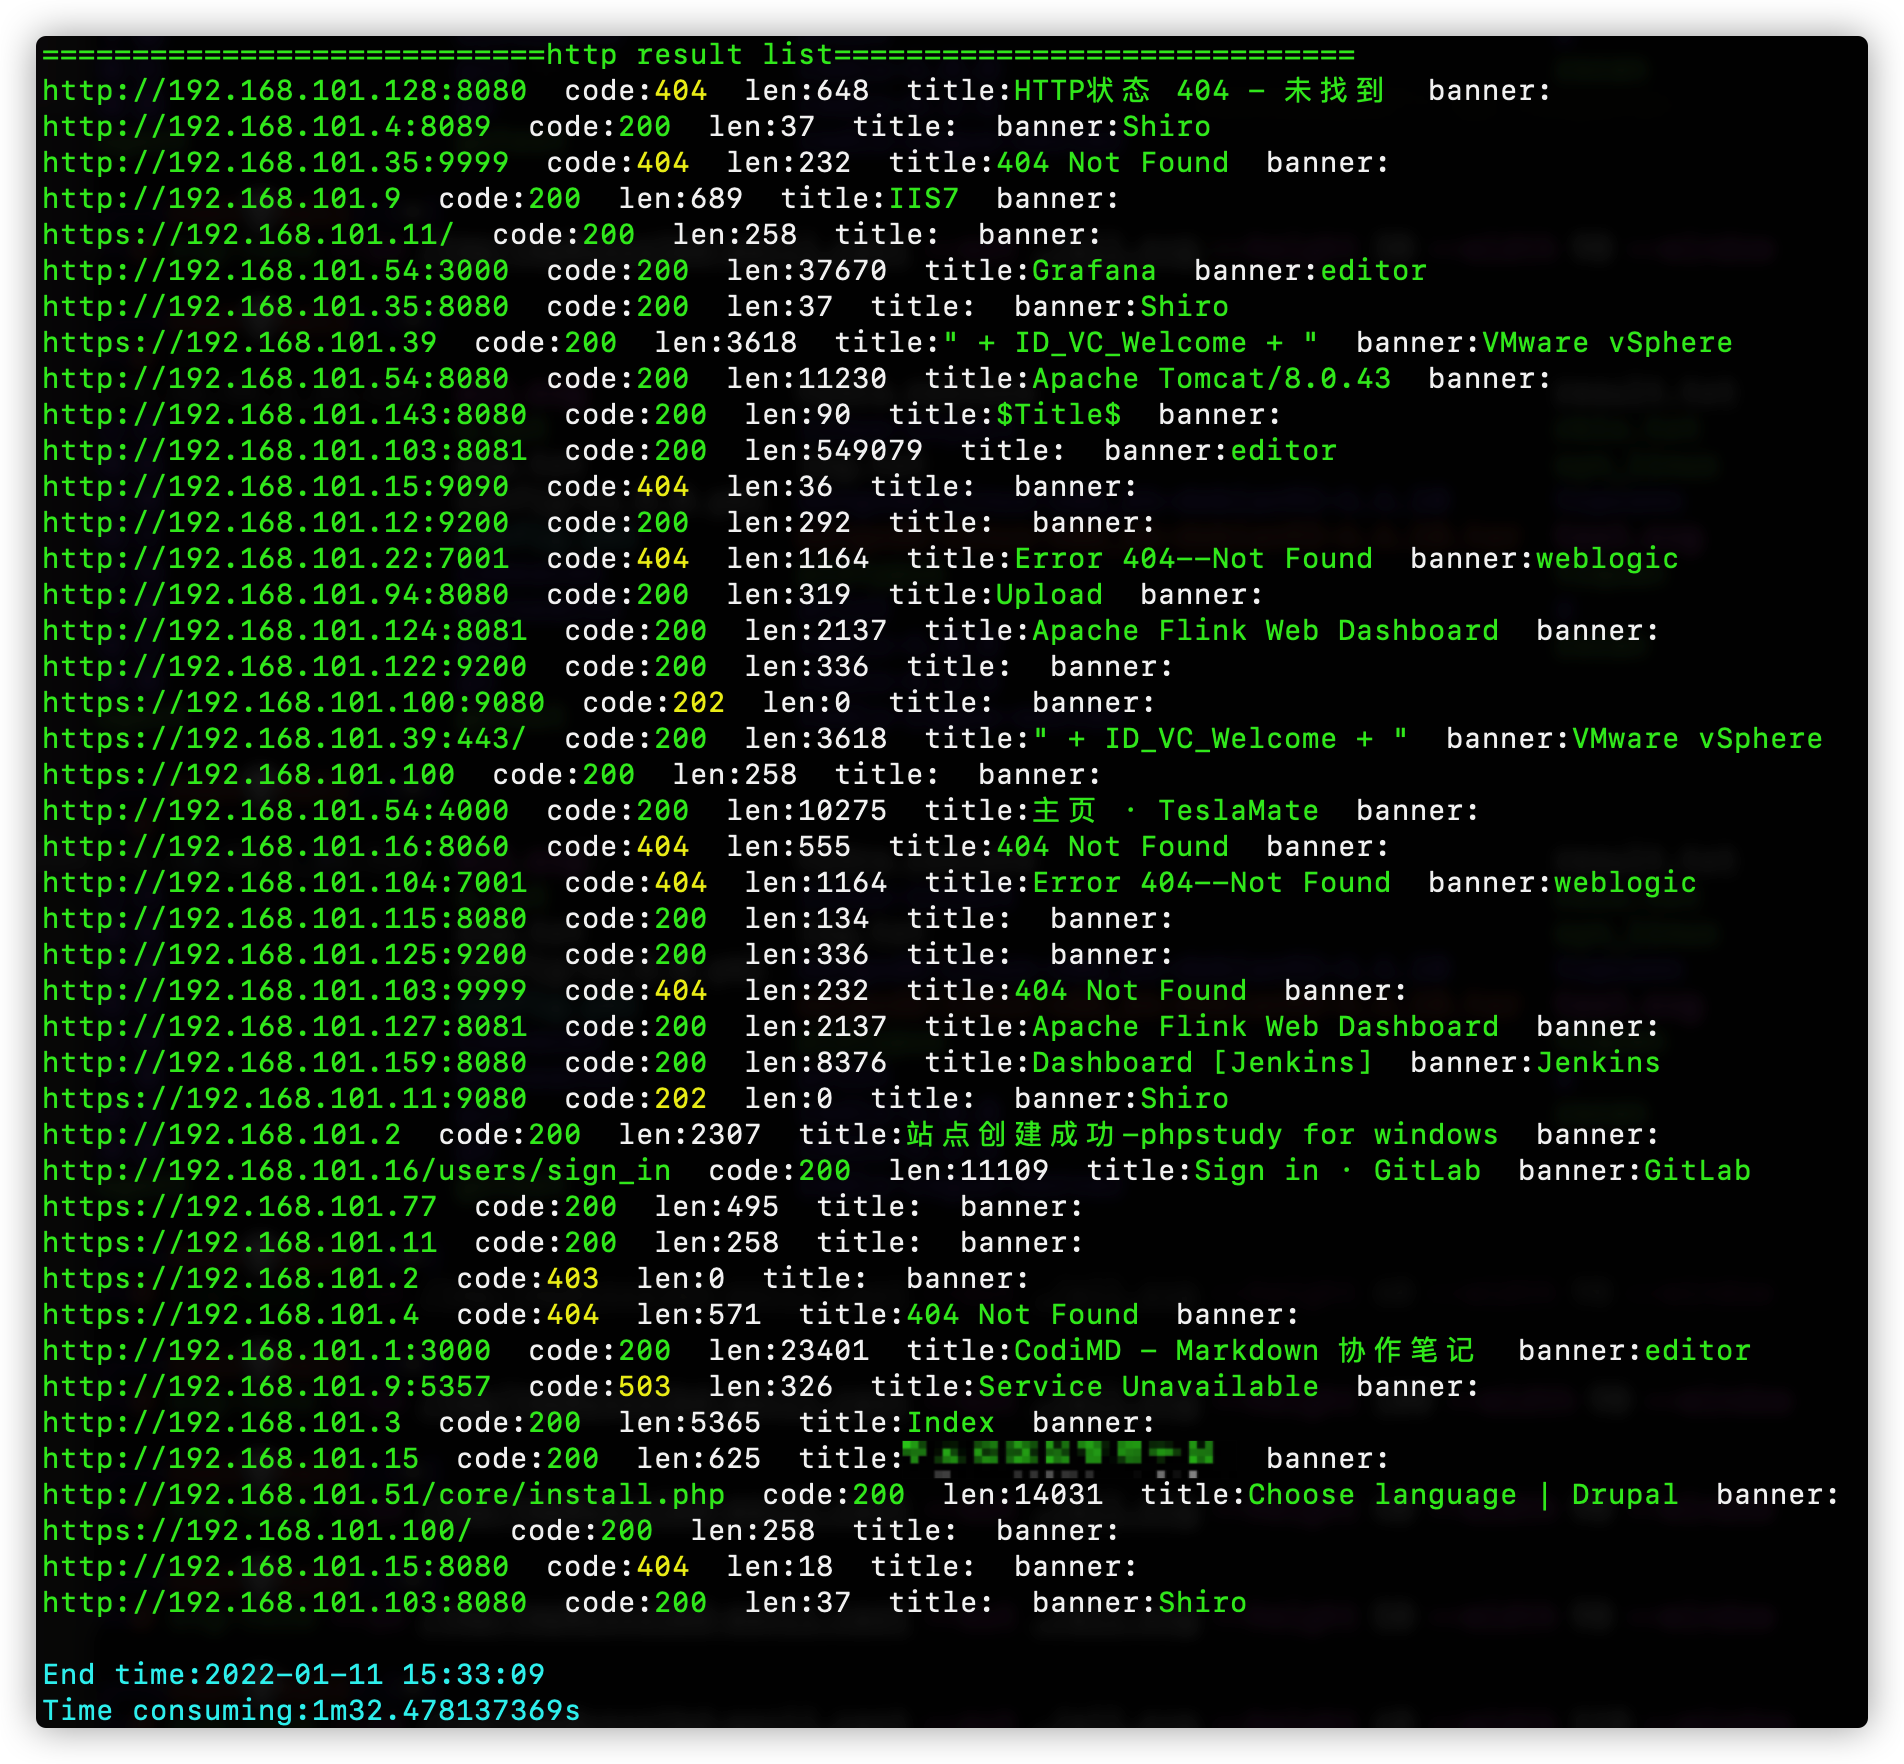 ============================http result list=============================
http://192.168.101.128:8080  code:404  len:648  title:HTTP状态 404 – 未找到  banner:
http://192.168.101.4:8089  code:200  len:37  title:  banner:Shiro
http://192.168.101.35:9999  code:404  len:232  title:404 Not Found  banner:
http://192.168.101.9  code:200  len:689  title:IIS7  banner:
https://192.168.101.11/  code:200  len:258  title:  banner:
http://192.168.101.54:3000  code:200  len:37670  title:Grafana  banner:editor
http://192.168.101.35:8080  code:200  len:37  title:  banner:Shiro
https://192.168.101.39  code:200  len:3618  title:" + ID_VC_Welcome + "  banner:VMware vSphere
http://192.168.101.54:8080  code:200  len:11230  title:Apache Tomcat/8.0.43  banner:
http://192.168.101.143:8080  code:200  len:90  title:$Title$  banner:
http://192.168.101.103:8081  code:200  len:549079  title:  banner:editor
http://192.168.101.15:9090  code:404  len:36  title:  banner:
http://192.168.101.12:9200  code:200  len:292  title:  banner:
http://192.168.101.22:7001  code:404  len:1164  title:Error 404--Not Found  banner:weblogic
http://192.168.101.94:8080  code:200  len:319  title:Upload  banner:
http://192.168.101.124:8081  code:200  len:2137  title:Apache Flink Web Dashboard  banner:
http://192.168.101.122:9200  code:200  len:336  title:  banner:
https://192.168.101.100:9080  code:202  len:0  title:  banner:
https://192.168.101.39:443/  code:200  len:3618  title:" + ID_VC_Welcome + "  banner:VMware vSphere
https://192.168.101.100  code:200  len:258  title:  banner:
http://192.168.101.54:4000  code:200  len:10275  title:主页 · TeslaMate  banner:
http://192.168.101.16:8060  code:404  len:555  title:404 Not Found  banner:
http://192.168.101.104:7001  code:404  len:1164  title:Error 404--Not Found  banner:weblogic
http://192.168.101.115:8080  code:200  len:134  title:  banner:
http://192.168.101.125:9200  code:200  len:336  title:  banner:
http://192.168.101.103:9999  code:404  len:232  title:404 Not Found  banner:
http://192.168.101.127:8081  code:200  len:2137  title:Apache Flink Web Dashboard  banner:
http://192.168.101.159:8080  code:200  len:8376  title:Dashboard [Jenkins]  banner:Jenkins
https://192.168.101.11:9080  code:202  len:0  title:  banner:Shiro
http://192.168.101.2  code:200  len:2307  title:站点创建成功-phpstudy for windows  banner:
http://192.168.101.16/users/sign_in  code:200  len:11109  title:Sign in · GitLab  banner:GitLab
https://192.168.101.77  code:200  len:495  title:  banner:
https://192.168.101.11  code:200  len:258  title:  banner:
https://192.168.101.2  code:403  len:0  title:  banner:
https://192.168.101.4  code:404  len:571  title:404 Not Found  banner:
http://192.168.101.1:3000  code:200  len:23401  title:CodiMD - Markdown 协作笔记  banner:editor
http://192.168.101.9:5357  code:503  len:326  title:Service Unavailable  banner:
http://192.168.101.3  code:200  len:5365  title:Index  banner:
http://192.168.101.15  code:200  len:625  title:  banner:
http://192.168.101.51/core/install.php  code:200  len:14031  title:Choose language | Drupal  banner:
https://192.168.101.100/  code:200  len:258  title:  banner:
http://192.168.101.15:8080  code:404  len:18  title:  banner:
http://192.168.101.103:8080  code:200  len:37  title:  banner:Shiro
End time:2022-01-11 15:33:09
Time consuming:1m32.478137369s